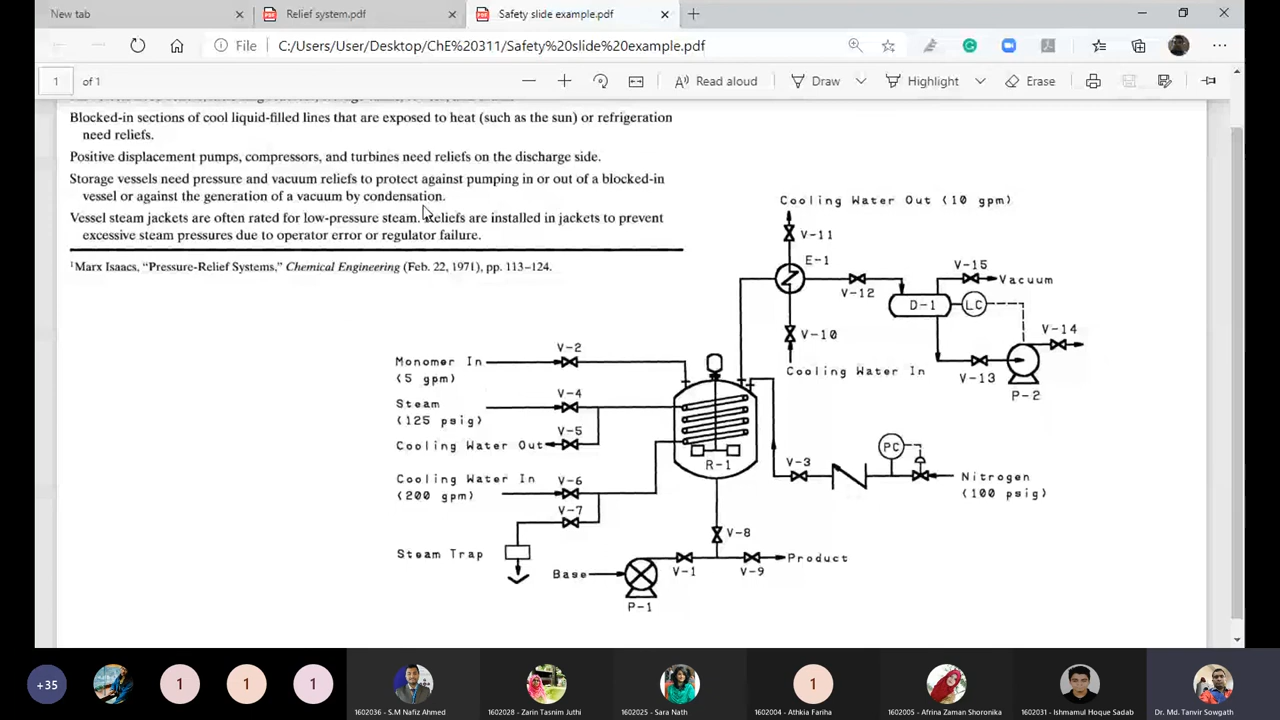 New tab
Relief system.pdf
Safety slide example.pdf
File
C:/Users/User/Desktop/ChE%20311/Safety%20slide%20example.pdf
1
of 1
Read aloud
Draw
Highlight
Erase
Blocked-in sections of cool liquid-filled lines that are exposed to heat (such as the sun) or refrigeration
need reliefs.
Positive displacement pumps, compressors, and turbines need reliefs on the discharge side.
Storage vessels need pressure and vacuum reliefs to protect against pumping in or out of a blocked-in
vessel or against the generation of a vacuum by condensation.
Vessel steam jackets are often rated for low-pressure steam. Reliefs are installed in jackets to prevent
excessive steam pressures due to operator error or regulator failure.
1Marx Isaacs, “Pressure-Relief Systems,” Chemical Engineering (Feb. 22, 1971), pp. 113–124.
Cooling Water Out (10 gpm)
V-11
E-1
V-15
Vacuum
V-12
D-1
LC
V-14
V-10
Cooling Water In
V-13
P-2
V-2
Monomer In
(5 gpm)
V-4
Steam
(125 psig)
V-5
Cooling Water Out
R-1
PC
V-3
Nitrogen
(100 psig)
Cooling Water In
(200 gpm)
V-6
V-7
Steam Trap
V-8
Product
Base
V-1
V-9
P-1
+35
1
1
1
1
1602036 - S.M Nafiz Ahmed
1602028 - Zarin Tasnim Juthi
1602025 - Sara Nath
1602004 - Athkia Fariha
1602005 - Afrina Zaman Shoronika
1602031 - Ishmamul Hoque Sadab
Dr. Md. Tanvir Sowgath